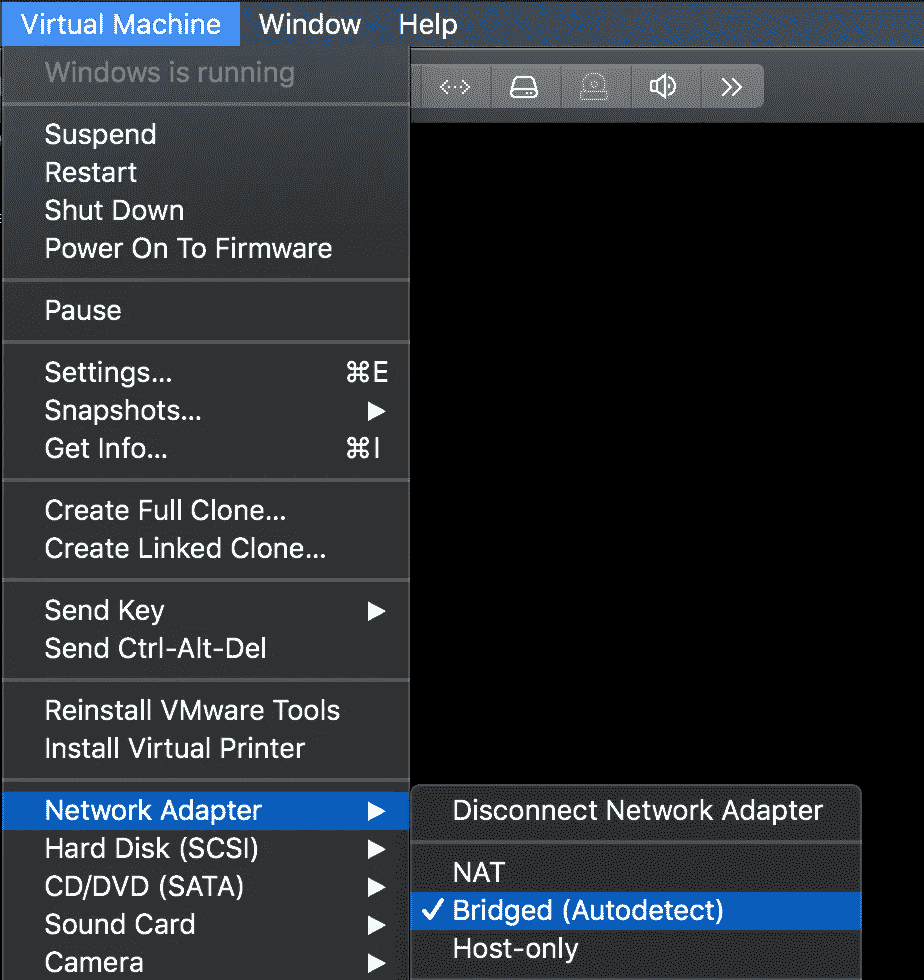 Virtual Machine Window Help
Windows is running
Suspend
Restart
Shut Down
Power On To Firmware
Pause
Settings... ⌘E
Snapshots...
Get Info... ⌘I
Create Full Clone...
Create Linked Clone...
Send Key
Send Ctrl-Alt-Del
Reinstall VMware Tools
Install Virtual Printer
Network Adapter
Hard Disk (SCSI)
CD/DVD (SATA)
Sound Card
Camera
Disconnect Network Adapter
NAT
Bridged (Autodetect)
Host-only